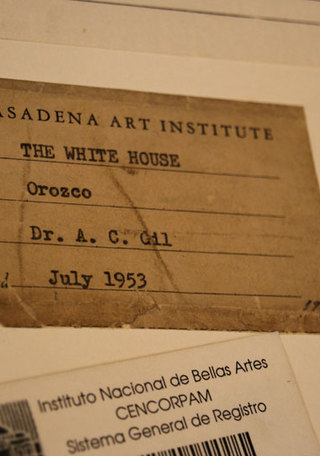 ASADENA ART INSTITUTE
THE WHITE HOUSE
Orozco
Dr. A. C. Gil
d July 1953
Instituto Nacional de Bellas Artes
CENCORPAM
Sistema General de Registro